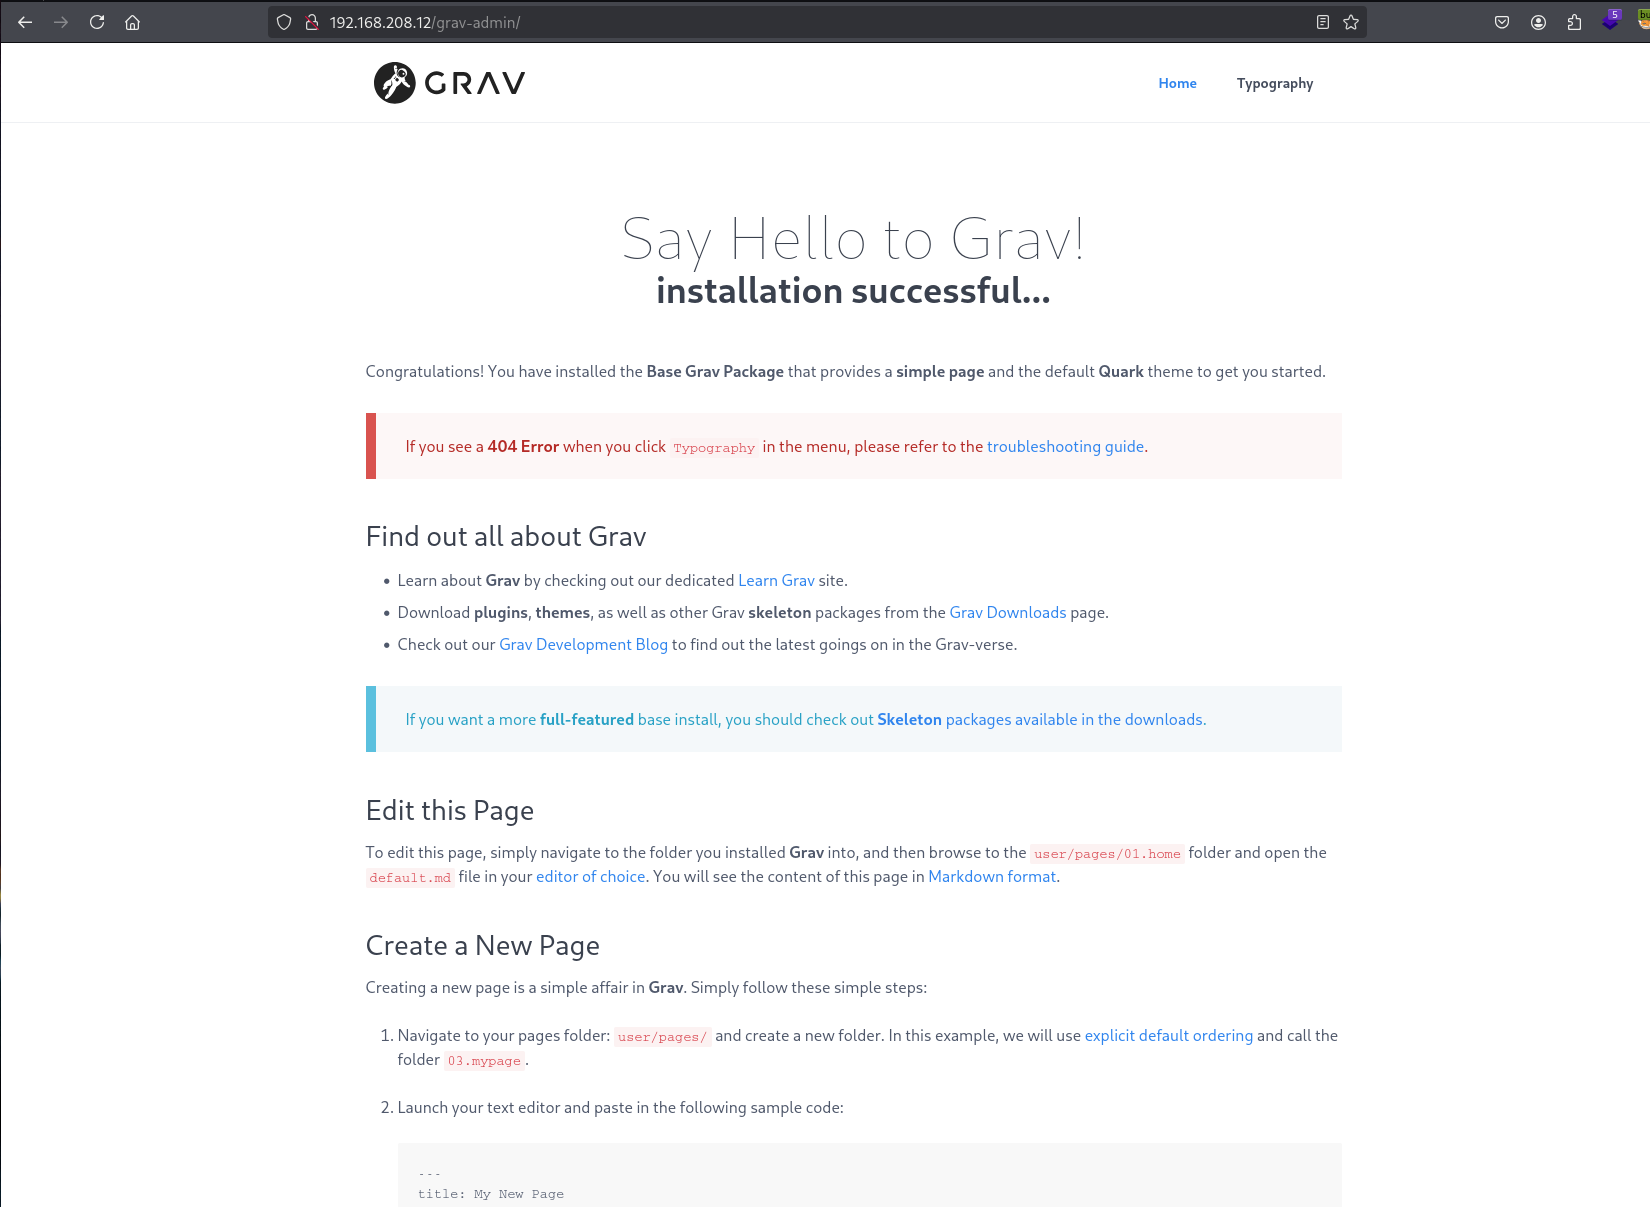 192.168.208.12/grav-admin/
5
GRAV
Home
Typography
Say Hello to Grav!
installation successful...
Congratulations! You have installed the Base Grav Package that provides a simple page and the default Quark theme to get you started.
If you see a 404 Error when you click Typography in the menu, please refer to the troubleshooting guide.
Find out all about Grav
• Learn about Grav by checking out our dedicated Learn Grav site.
• Download plugins, themes, as well as other Grav skeleton packages from the Grav Downloads page.
• Check out our Grav Development Blog to find out the latest goings on in the Grav-verse.
If you want a more full-featured base install, you should check out Skeleton packages available in the downloads.
Edit this Page
To edit this page, simply navigate to the folder you installed Grav into, and then browse to the user/pages/01.home folder and open the
default.md file in your editor of choice. You will see the content of this page in Markdown format.
Create a New Page
Creating a new page is a simple affair in Grav. Simply follow these simple steps:
1. Navigate to your pages folder: user/pages/ and create a new folder. In this example, we will use explicit default ordering and call the
folder 03.mypage.
2. Launch your text editor and paste in the following sample code:
---
title: My New Page